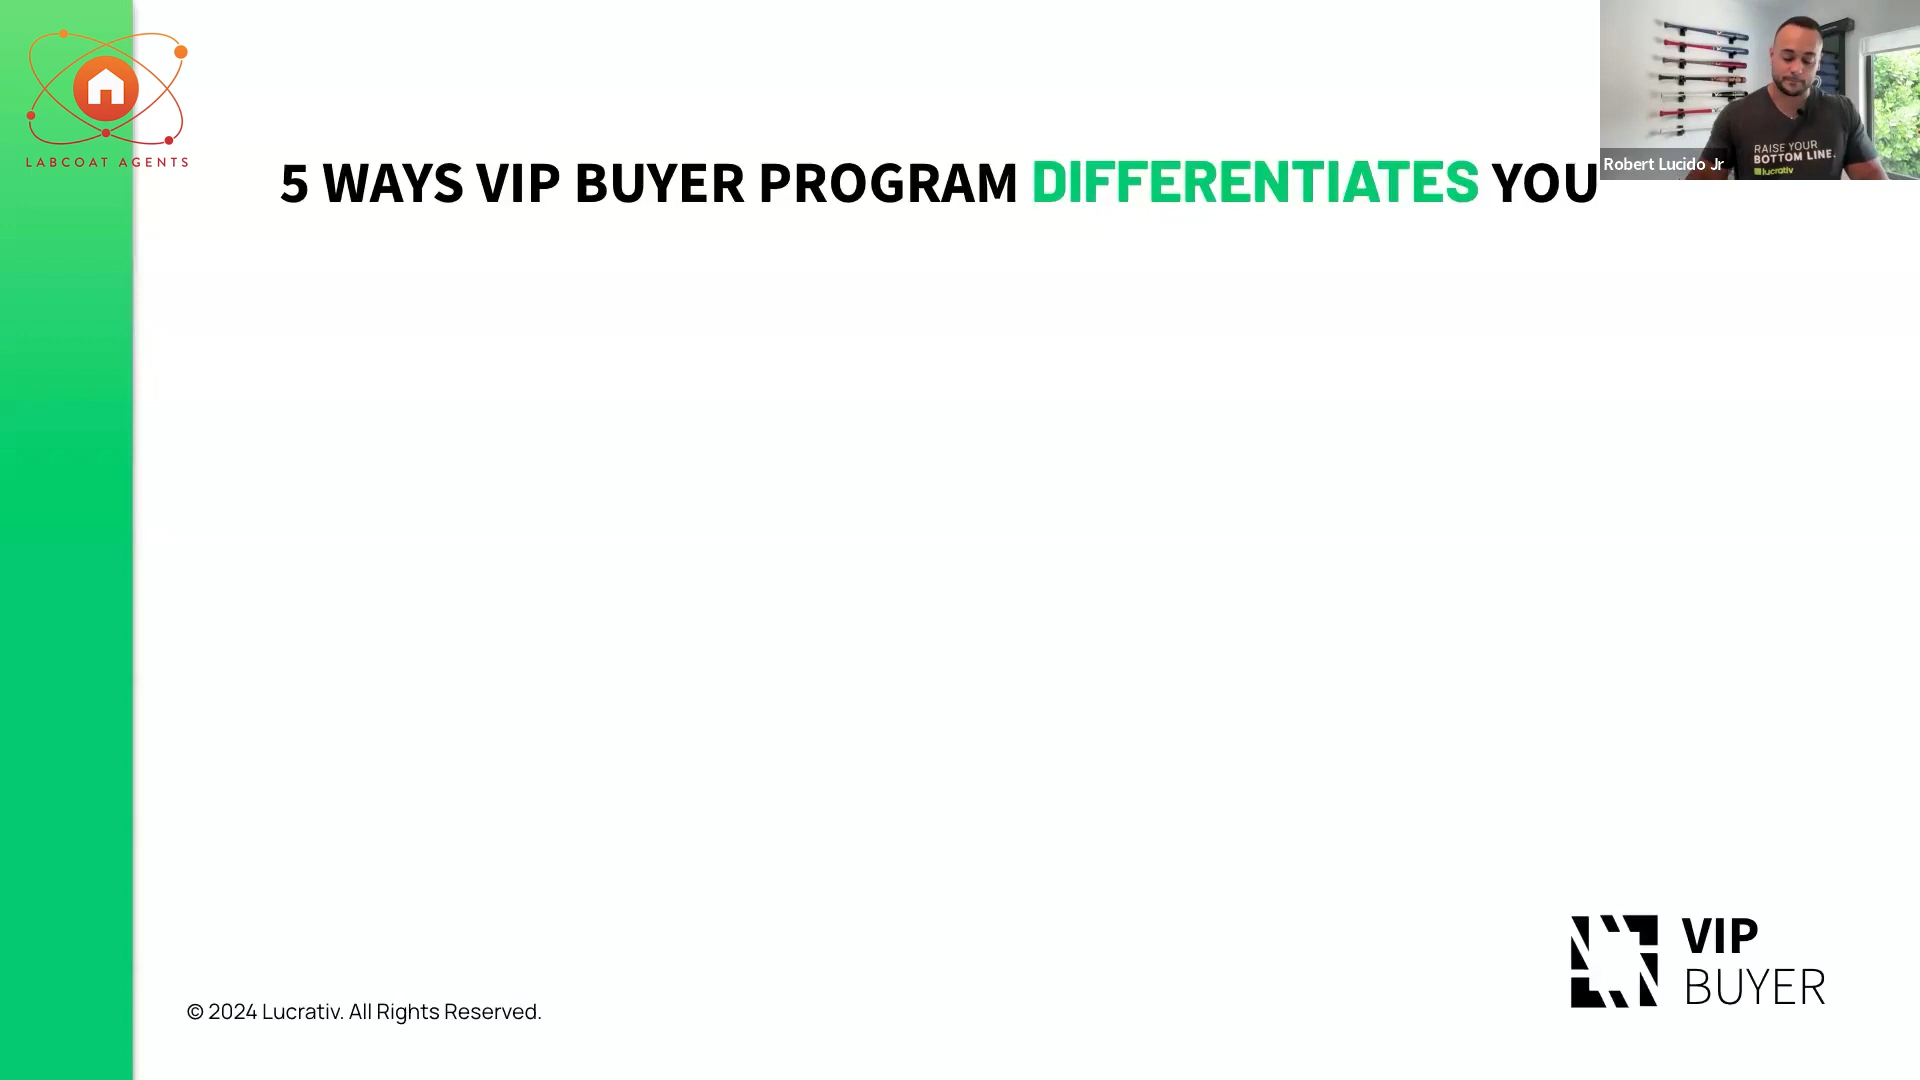 LABCOAT AGENTS
5 WAYS VIP BUYER PROGRAM DIFFERENTIATES YOU
RAISE YOUR
BOTTOM LINE.
lucrativ
Robert Lucido Jr
VIP
BUYER
© 2024 Lucrativ. All Rights Reserved.